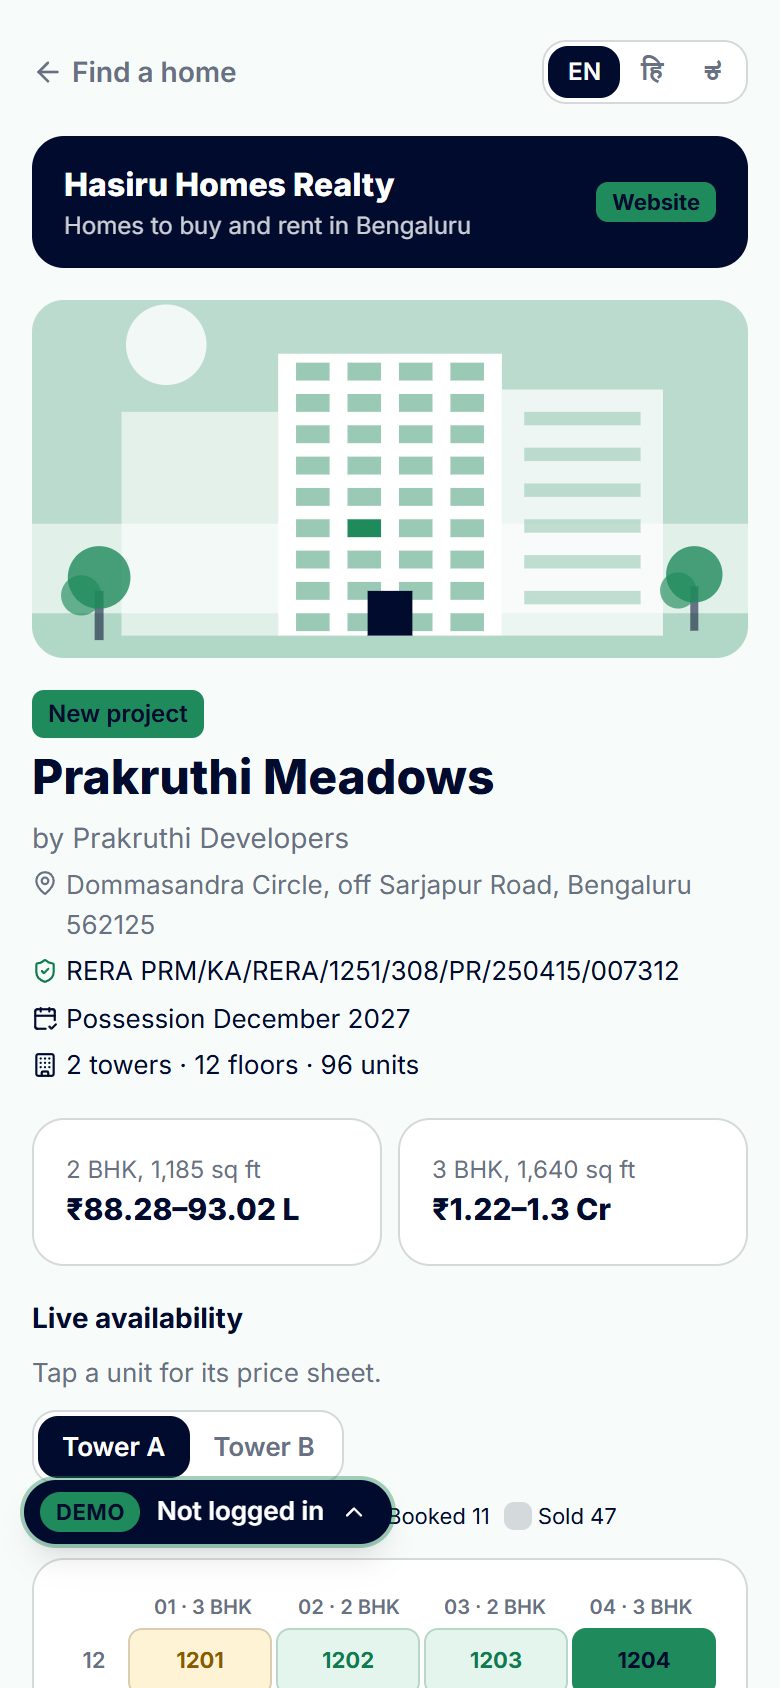 Find a home
EN हि ಕ
Hasiru Homes Realty
Homes to buy and rent in Bengaluru
Website
New project
Prakruthi Meadows
by Prakruthi Developers
Dommasandra Circle, off Sarjapur Road, Bengaluru
562125
RERA PRM/KA/RERA/1251/308/PR/250415/007312
Possession December 2027
2 towers · 12 floors · 96 units
2 BHK, 1,185 sq ft
₹88.28–93.02 L
3 BHK, 1,640 sq ft
₹1.22–1.3 Cr
Live availability
Tap a unit for its price sheet.
Tower A Tower B
DEMO Not logged in
Booked 11 Sold 47
01 · 3 BHK 02 · 2 BHK 03 · 2 BHK 04 · 3 BHK
12 1201 1202 1203 1204